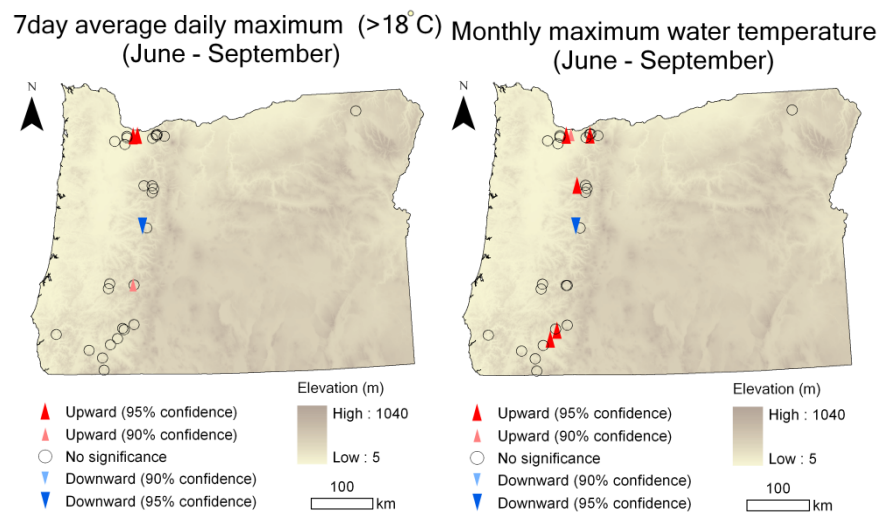 7day average daily maximum (>18°C)
(June - September)
N
Upward (95% confidence)
Upward (90% confidence)
No significance
Downward (90% confidence)
Downward (95% confidence)
Elevation (m)
High : 1040
Low : 5
100
km
Monthly maximum water temperature
(June - September)
N
Upward (95% confidence)
Upward (90% confidence)
No significance
Downward (90% confidence)
Downward (95% confidence)
Elevation (m)
High : 1040
Low : 5
100
km